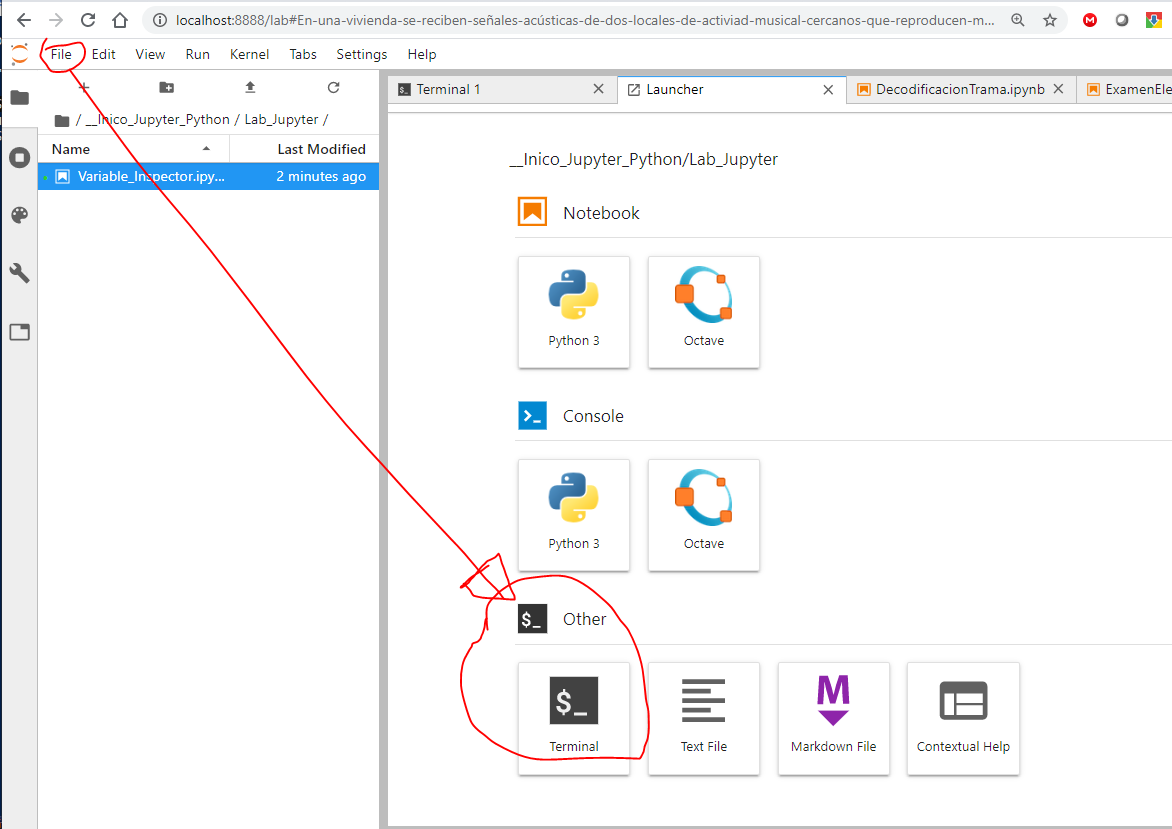 localhost:8888/lab#En-una-vivienda-se-reciben-señales-acústicas-de-dos-locales-de-activiad-musical-cercanos-que-reproducen-m...
File Edit View Run Kernel Tabs Settings Help
Terminal 1
Launcher
DecodificacionTrama.ipynb
ExamenEle
/ __Inico_Jupyter_Python / Lab_Jupyter /
Name Last Modified
Variable_Inspector.ipy... 2 minutes ago
__Inico_Jupyter_Python/Lab_Jupyter
Notebook
Python 3
Octave
>_ Console
Python 3
Octave
$_ Other
$_
Terminal
Text File
M
Markdown File
Contextual Help